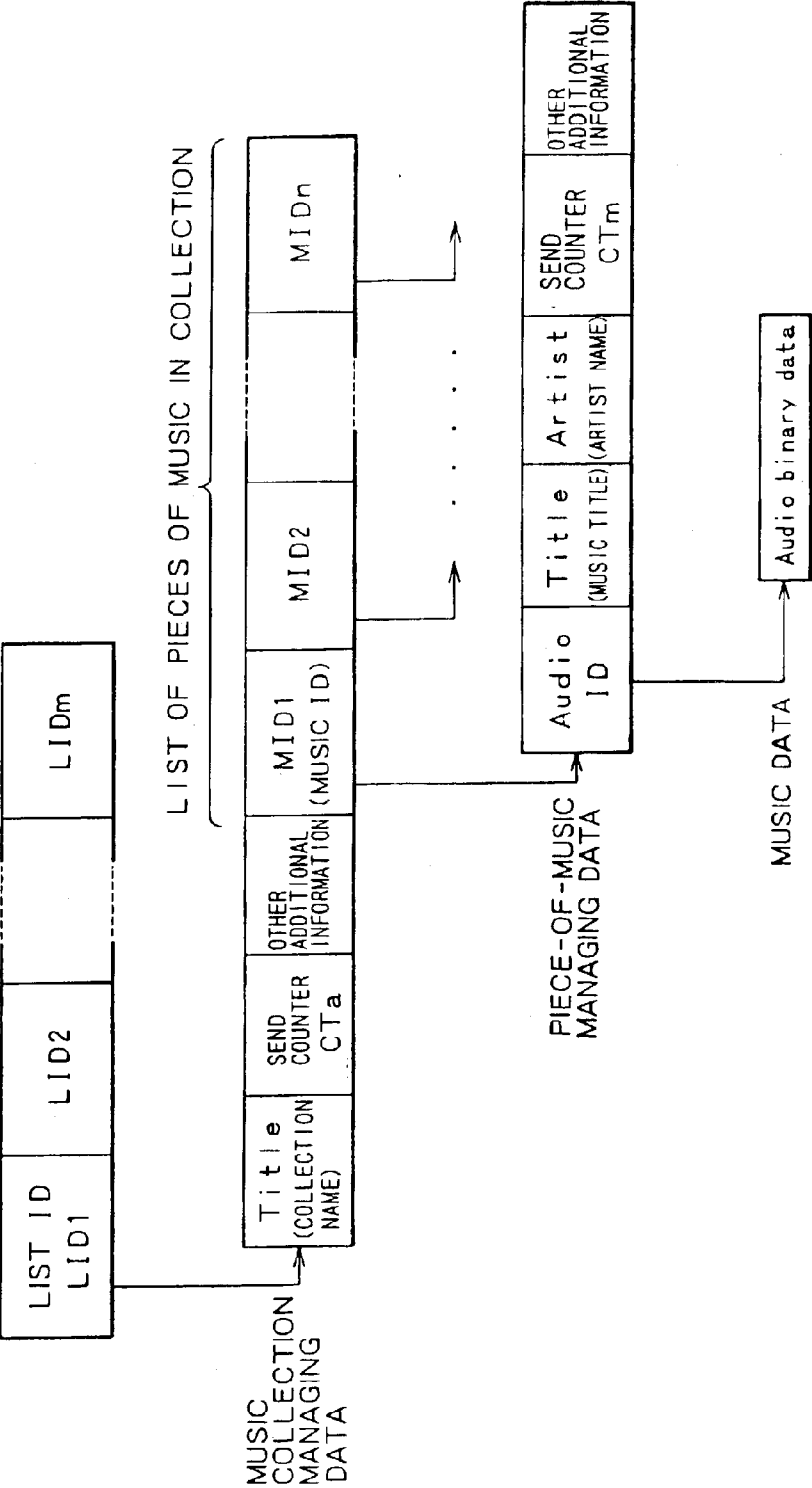 LIST ID
LID1
LID2
LIDm
LIST OF PIECES OF MUSIC IN COLLECTION
MUSIC
COLLECTION
MANAGING
DATA
Title
(COLLECTION
NAME)
SEND
COUNTER
CTa
OTHER
ADDITIONAL
INFORMATION
MID1
(MUSIC ID)
MID2
MIDn
PIECE-OF-MUSIC
MANAGING DATA
Audio
ID
Title
(MUSIC TITLE)
Artist
(ARTIST NAME)
SEND
COUNTER
CTm
OTHER
ADDITIONAL
INFORMATION
MUSIC DATA
Audio binary data